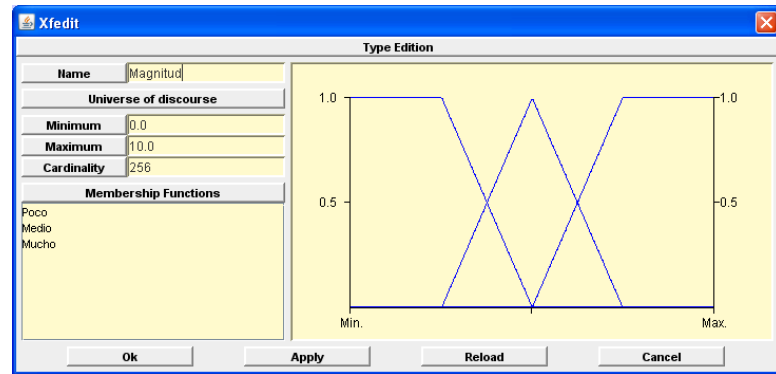 Xfedit
Type Edition
Name Magnitud
Universe of discourse
Minimum 0.0
Maximum 10.0
Cardinality 256
Membership Functions
Poco
Medio
Mucho
1.0 1.0
0.5 0.5
Min. Max.
Ok Apply Reload Cancel